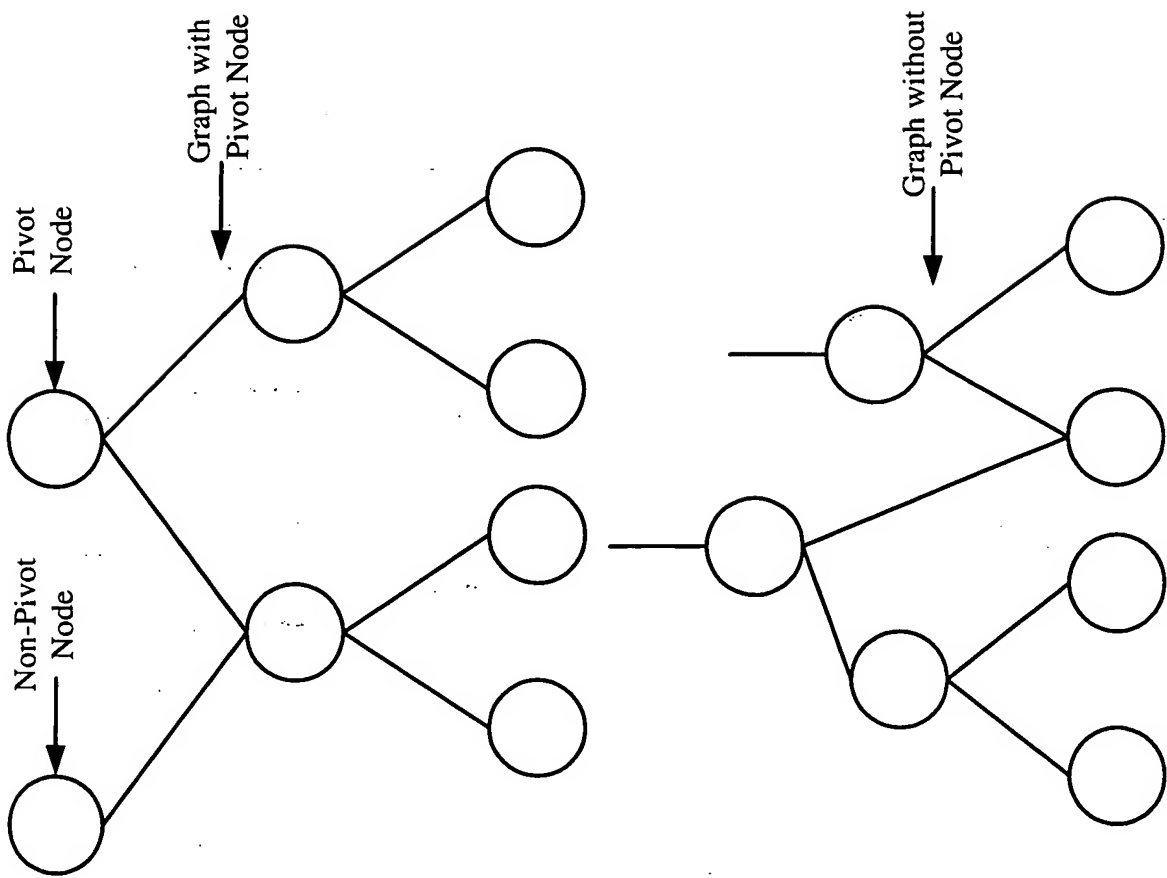 Non-Pivot
Node
Pivot
Node
Graph with
Pivot Node
Graph without
Pivot Node